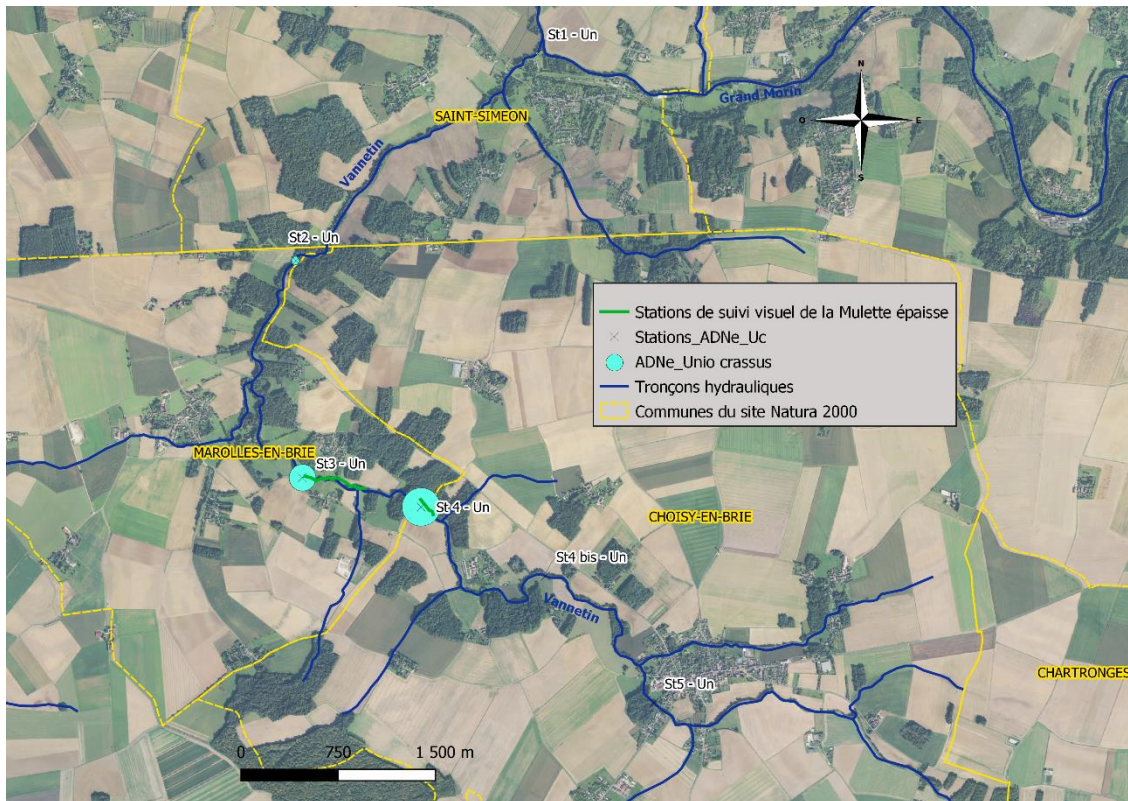 St1 - Un
Grand Morin
N
O
E
S
SAINT-SIMEON
Vannetin
St2 - Un
Stations de suivi visuel de la Mulette épaisse
Stations_ADNe_Uc
ADNe_Unio crassus
Tronçons hydrauliques
Communes du site Natura 2000
MAROLLES-EN-BRIE
St3 - Un
St 4 - Un
CHOISY-EN-BRIE
St4 bis - Un
Vannetin
St5 - Un
CHARTRONGES
0 750 1 500 m